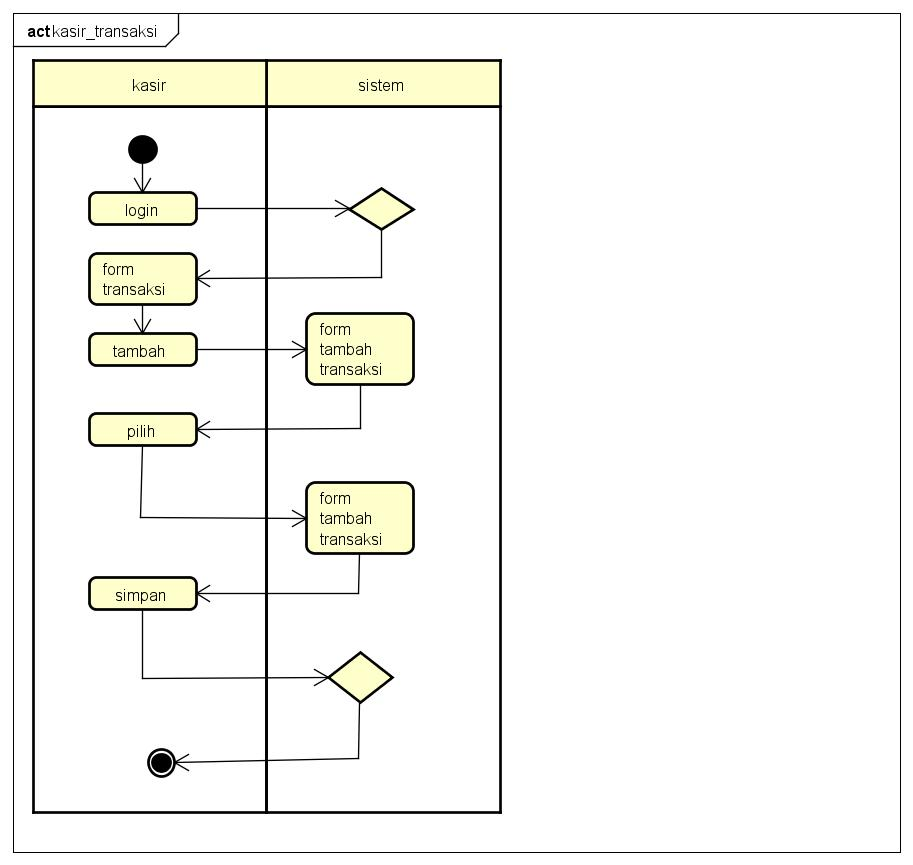 act kasir_transaksi
kasir
sistem
login
form
transaksi
tambah
form
tambah
transaksi
pilih
form
tambah
transaksi
simpan